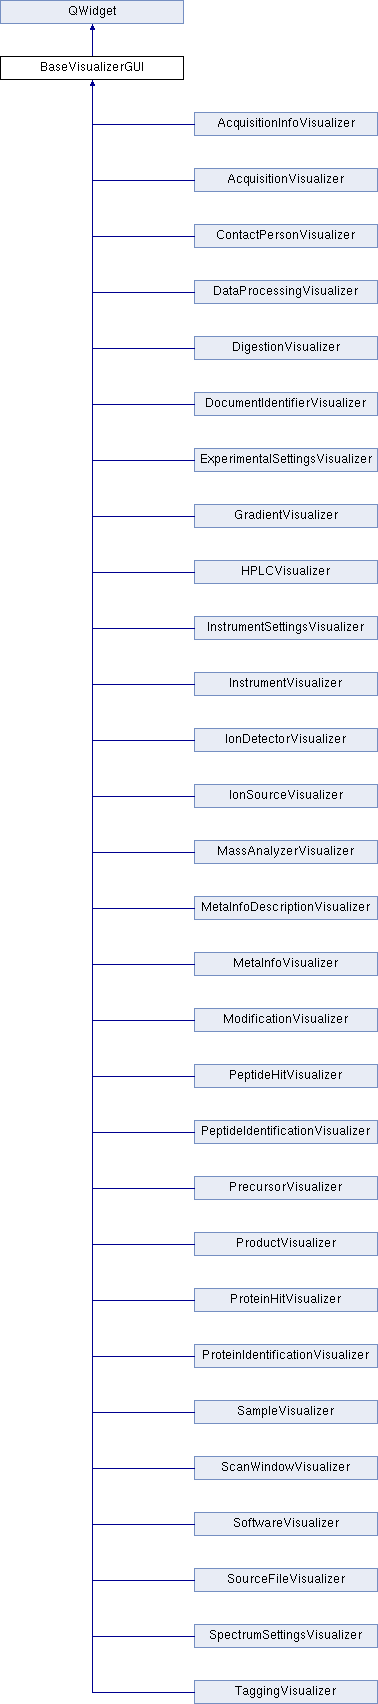 QWidget
BaseVisualizerGUI
AcquisitionInfoVisualizer
AcquisitionVisualizer
ContactPersonVisualizer
DataProcessingVisualizer
DigestionVisualizer
DocumentIdentifierVisualizer
ExperimentalSettingsVisualizer
GradientVisualizer
HPLCVisualizer
InstrumentSettingsVisualizer
InstrumentVisualizer
IonDetectorVisualizer
IonSourceVisualizer
MassAnalyzerVisualizer
MetaInfoDescriptionVisualizer
MetaInfoVisualizer
ModificationVisualizer
PeptideHitVisualizer
PeptideIdentificationVisualizer
PrecursorVisualizer
ProductVisualizer
ProteinHitVisualizer
ProteinIdentificationVisualizer
SampleVisualizer
ScanWindowVisualizer
SoftwareVisualizer
SourceFileVisualizer
SpectrumSettingsVisualizer
TaggingVisualizer